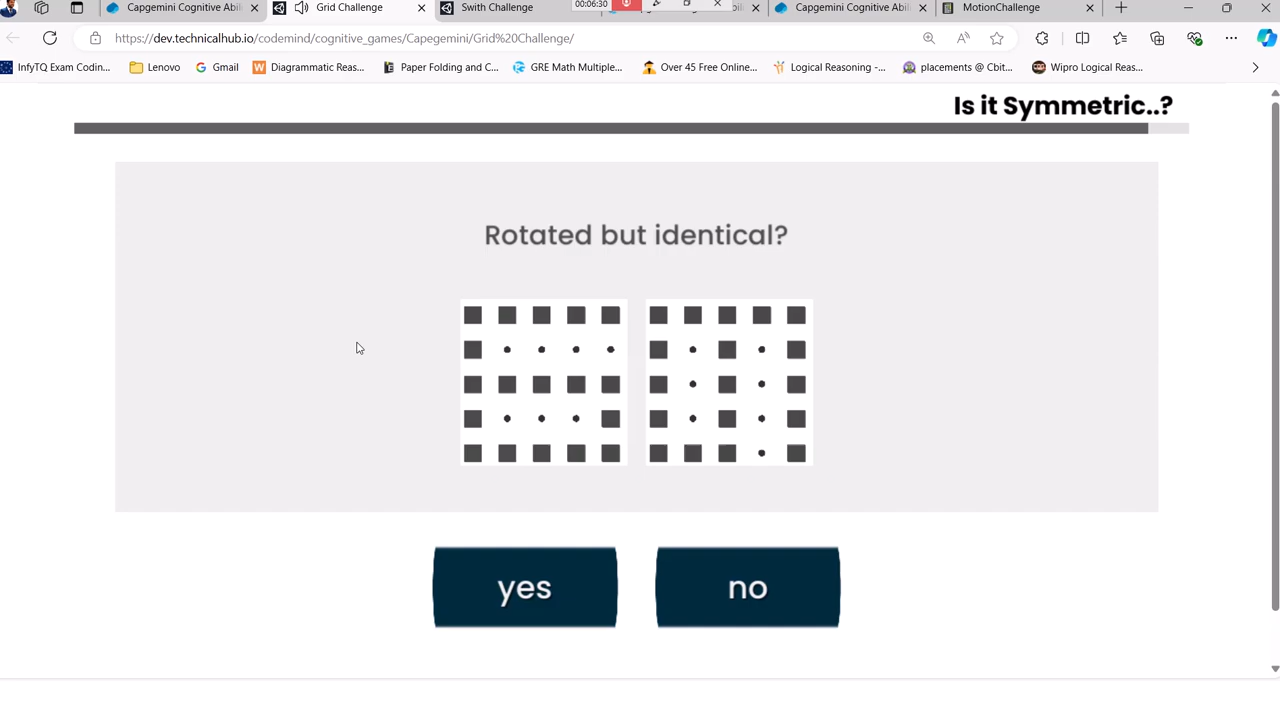 Capgemini Cognitive Abil
Grid Challenge
Swith Challenge
00:06:30
Capgemini Cognitive Abil
MotionChallenge
https://dev.technicalhub.io/codemind/cognitive_games/Capegemini/Grid%20Challenge/
InfyTQ Exam Codin...
Lenovo
Gmail
Diagrammatic Reas...
Paper Folding and C...
GRE Math Multiple...
Over 45 Free Online...
Logical Reasoning -...
placements @ Cbit...
Wipro Logical Reas...
Is it Symmetric..?
Rotated but identical?
yes
no